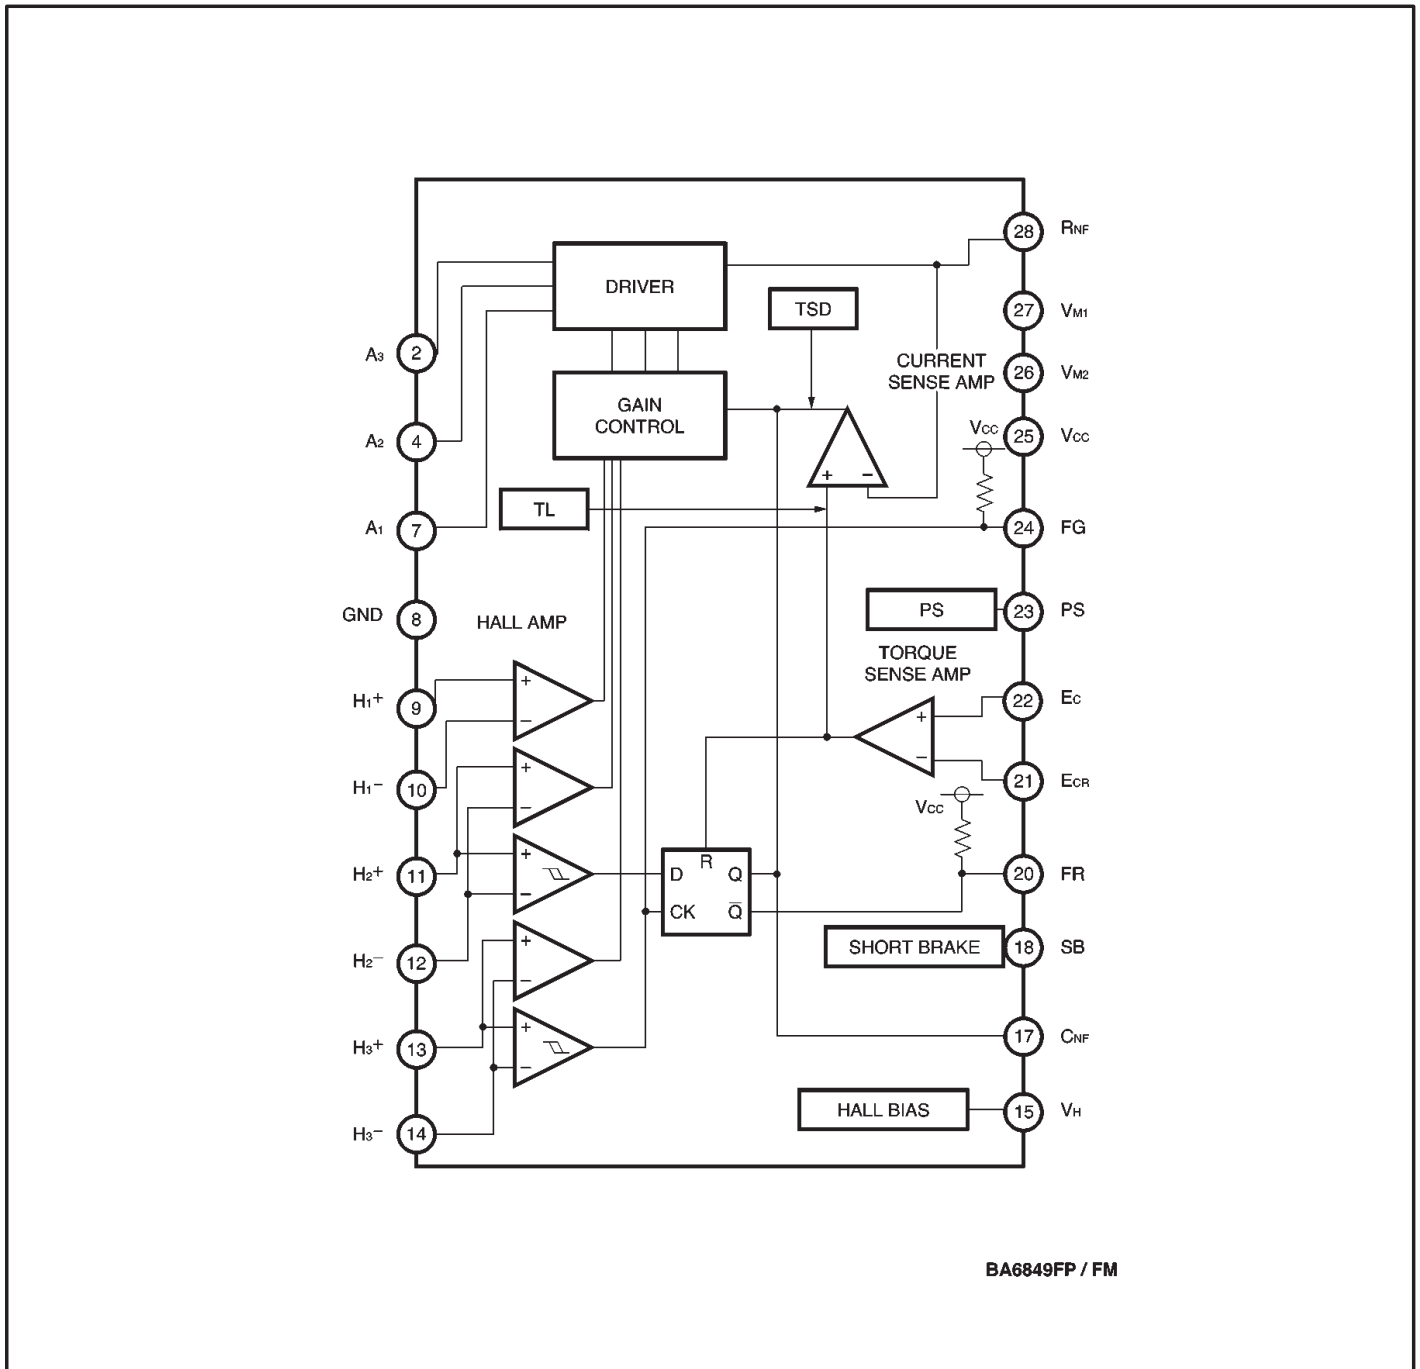 28 RNF
DRIVER
TSD
27 VM1
A3 2
CURRENT
SENSE AMP
26 VM2
GAIN
CONTROL
VCC
25 VCC
A2 4
+ −
TL
A1 7
24 FG
PS
23 PS
GND 8
HALL AMP
TORQUE
SENSE AMP
H1+ 9
+
−
+
−
22 EC
21 ECR
H1− 10
+
−
VCC
H2+ 11
+
−
R
D Q
CK Q̅
20 FR
SHORT BRAKE
18 SB
H2− 12
+
−
H3+ 13
+
−
17 CNF
HALL BIAS
15 VH
H3− 14
BA6849FP / FM